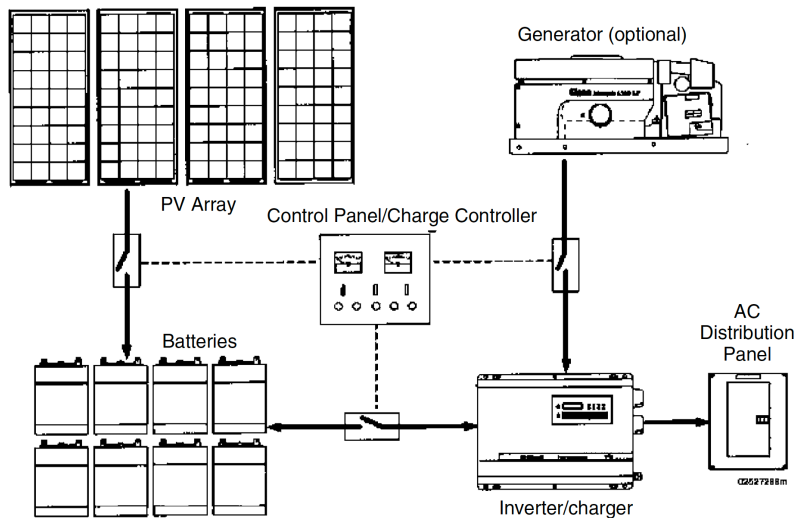 Generator (optional)
PV Array
Control Panel/Charge Controller
Batteries
AC
Distribution
Panel
Inverter/charger
02527288m